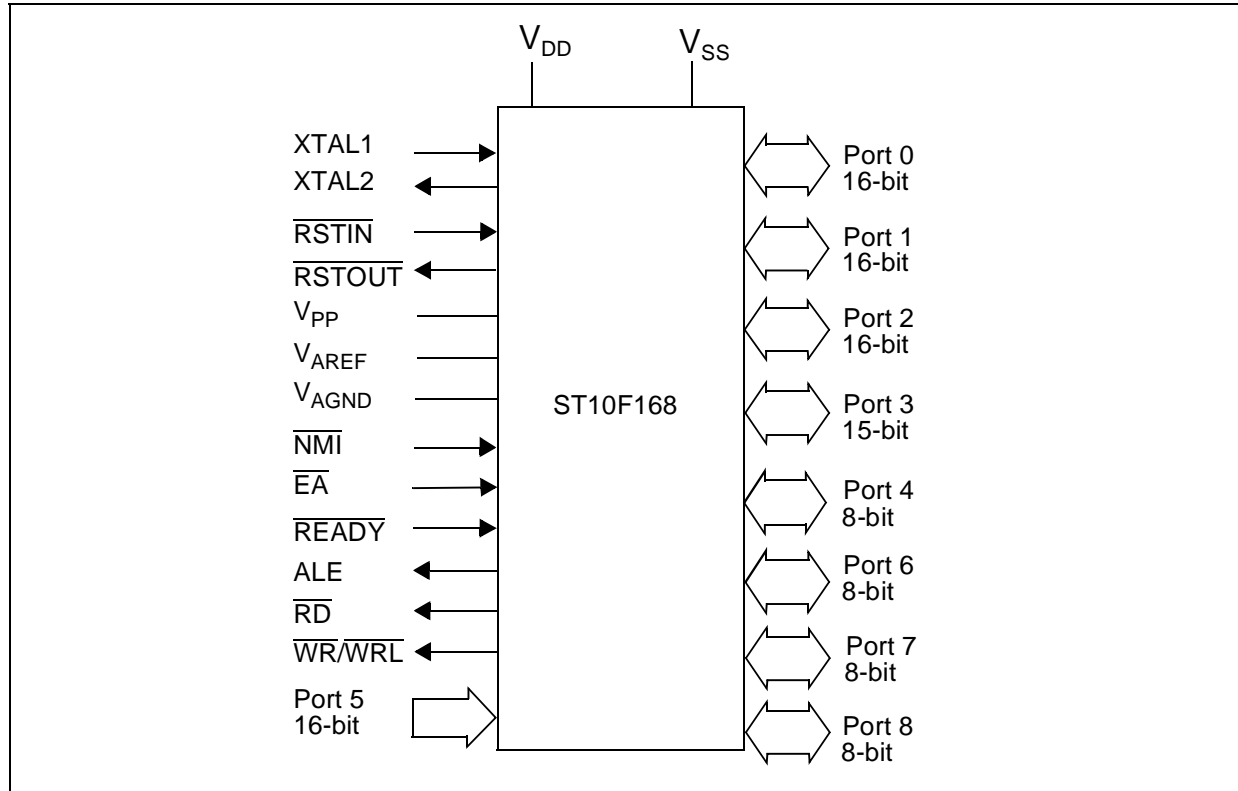 VDD
VSS
XTAL1
XTAL2
RSTIN
RSTOUT
VPP
VAREF
VAGND
NMI
EA
READY
ALE
RD
WR/WRL
Port 5
16-bit
ST10F168
Port 0
16-bit
Port 1
16-bit
Port 2
16-bit
Port 3
15-bit
Port 4
8-bit
Port 6
8-bit
Port 7
8-bit
Port 8
8-bit